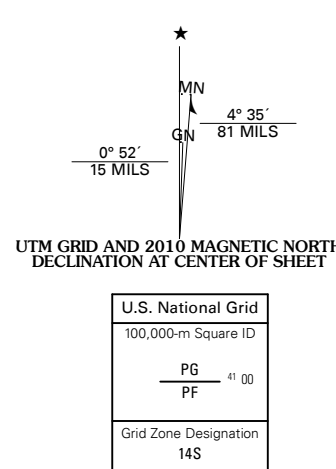 ★
MN
4° 35´
81 MILS
GN
0° 52´
15 MILS
UTM GRID AND 2010 MAGNETIC NORTH
DECLINATION AT CENTER OF SHEET
U.S. National Grid
100,000-m Square ID
PG
41 00
PF
Grid Zone Designation
14S